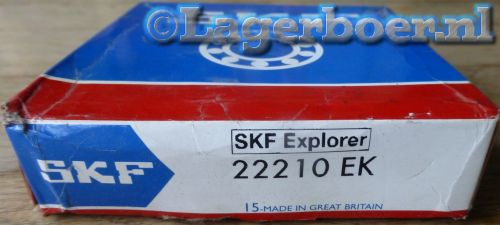 ©Lagerboer.nl
SKF
SKF Explorer
22210 EK
15-MADE IN GREAT BRITAIN